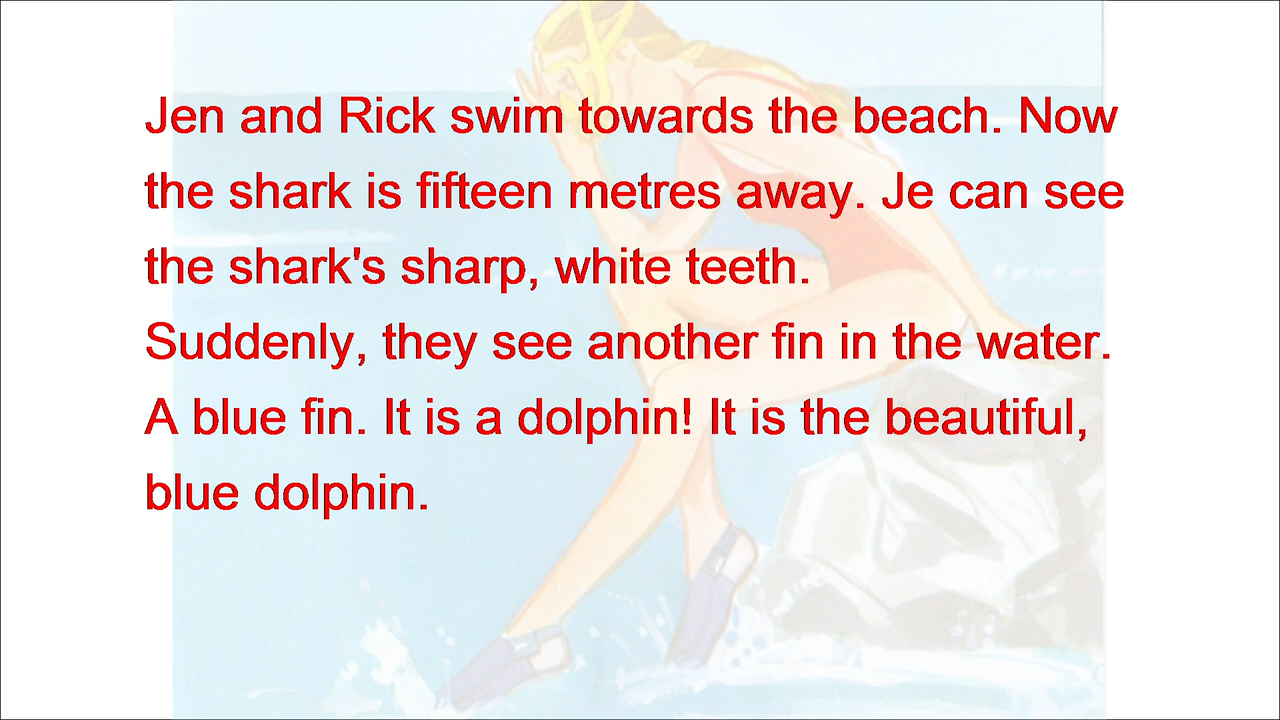 Jen and Rick swim towards the beach. Now
the shark is fifteen metres away. Je can see
the shark's sharp, white teeth.
Suddenly, they see another fin in the water.
A blue fin. It is a dolphin! It is the beautiful,
blue dolphin.